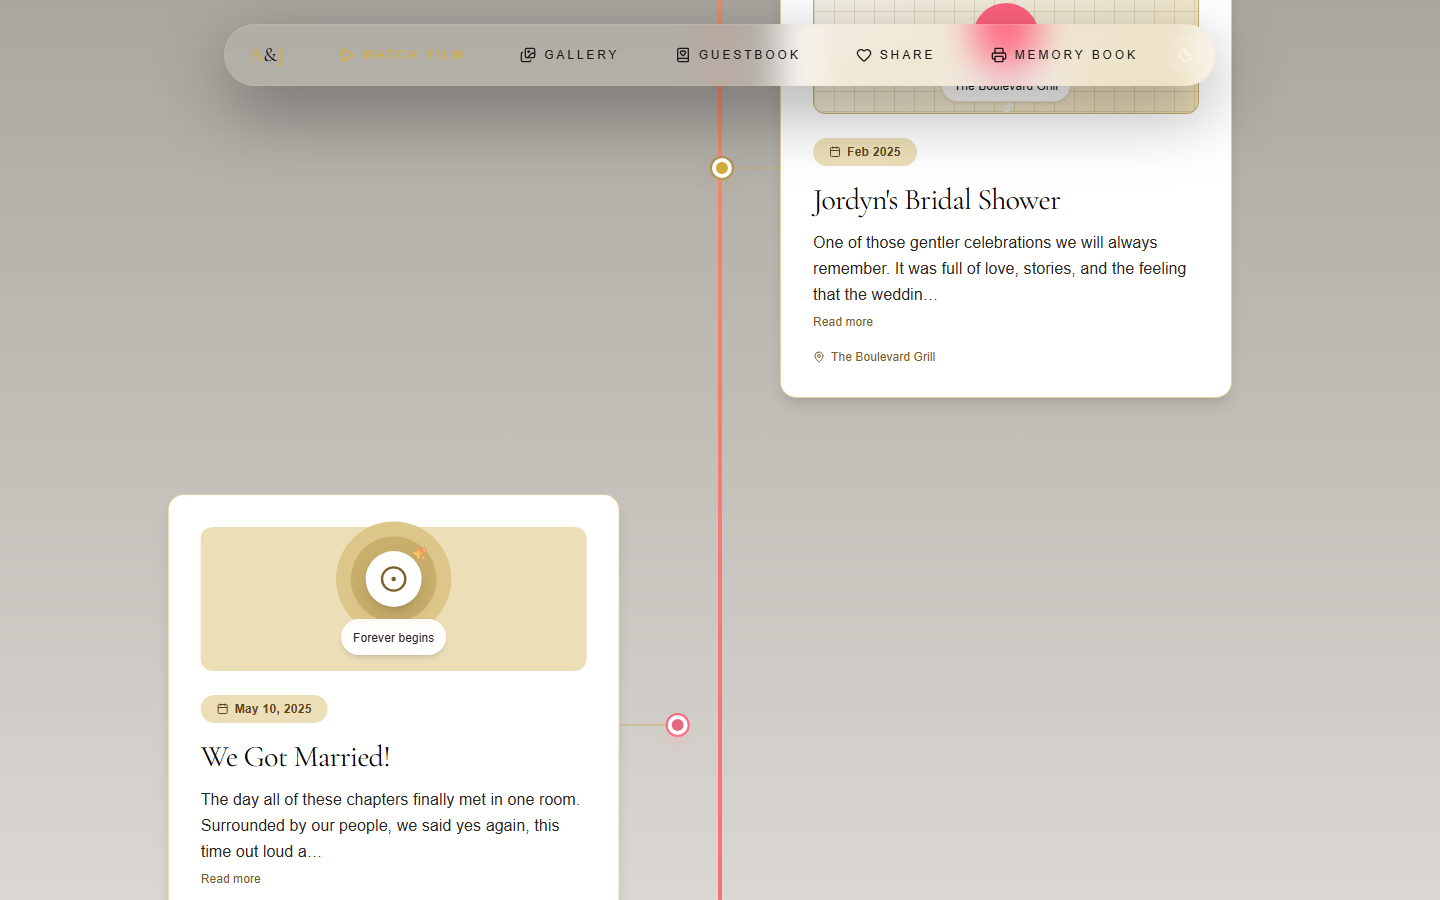 A&J
WATCH FILM
GALLERY
GUESTBOOK
SHARE
MEMORY BOOK
The Boulevard Grill
Feb 2025
Jordyn's Bridal Shower
One of those gentler celebrations we will always
remember. It was full of love, stories, and the feeling
that the weddin…
Read more
The Boulevard Grill
Forever begins
May 10, 2025
We Got Married!
The day all of these chapters finally met in one room.
Surrounded by our people, we said yes again, this
time out loud a…
Read more